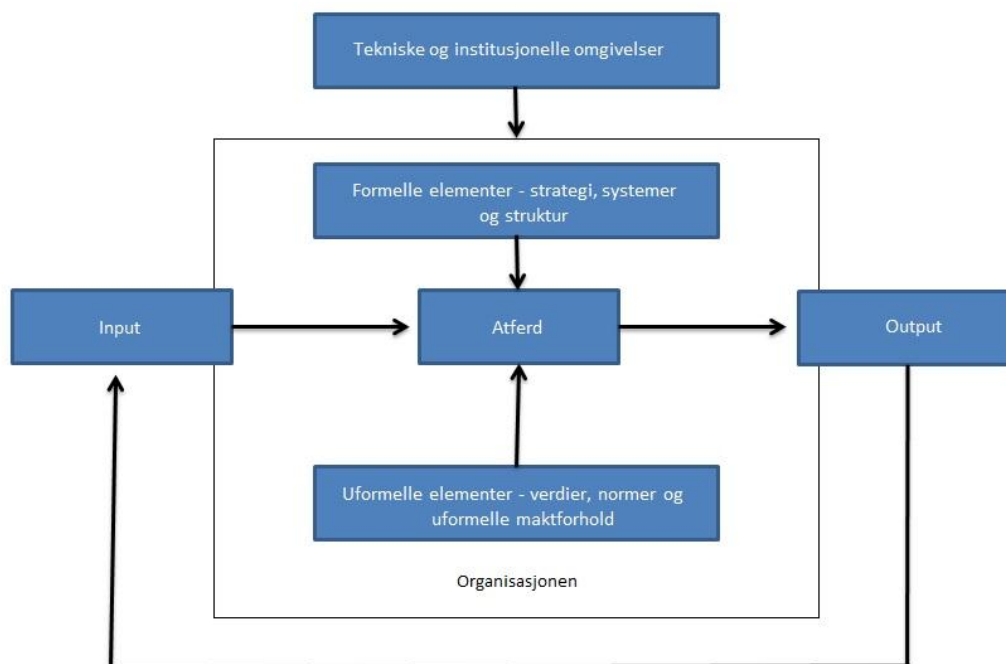 Tekniske og institusjonelle omgivelser
Formelle elementer - strategi, systemer
og struktur
Input
Atferd
Output
Uformelle elementer - verdier, normer og
uformelle maktforhold
Organisasjonen